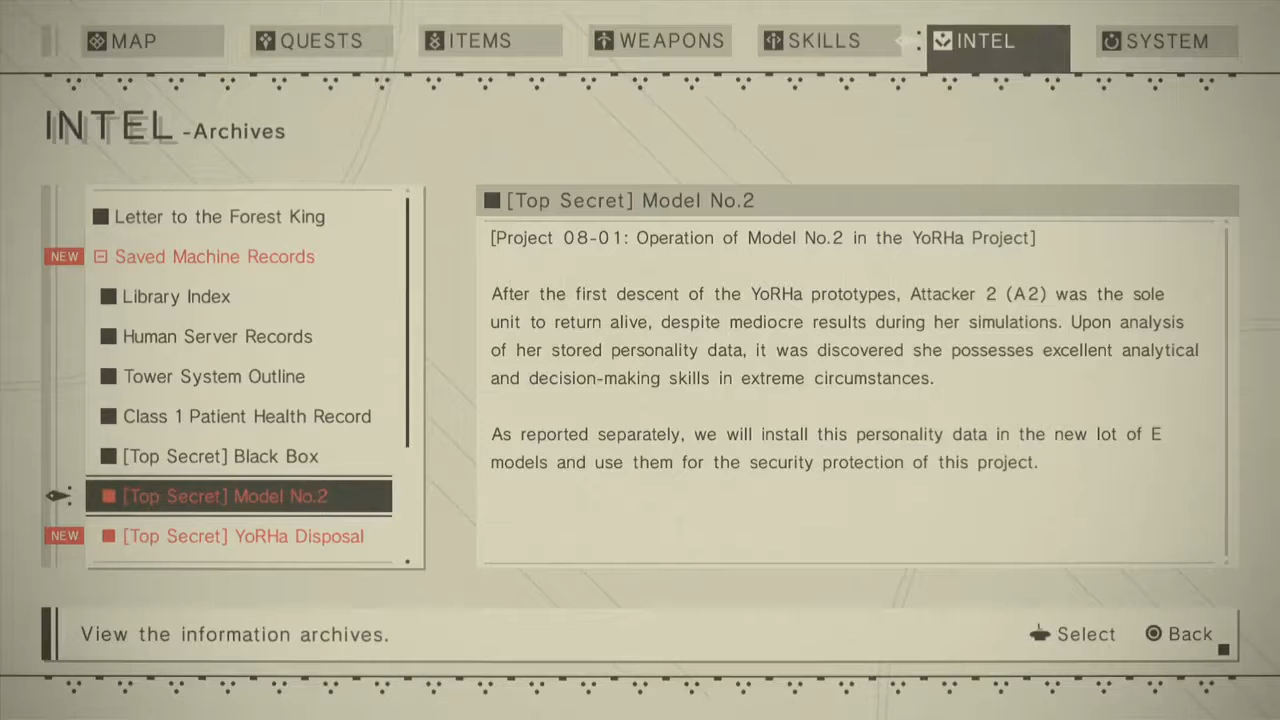 MAP QUESTS ITEMS WEAPONS SKILLS INTEL SYSTEM
INTEL -Archives
Letter to the Forest King
NEW Saved Machine Records
Library Index
Human Server Records
Tower System Outline
Class 1 Patient Health Record
[Top Secret] Black Box
[Top Secret] Model No.2
NEW [Top Secret] YoRHa Disposal
[Top Secret] Model No.2
[Project 08-01: Operation of Model No.2 in the YoRHa Project]
After the first descent of the YoRHa prototypes, Attacker 2 (A2) was the sole
unit to return alive, despite mediocre results during her simulations. Upon analysis
of her stored personality data, it was discovered she possesses excellent analytical
and decision-making skills in extreme circumstances.
As reported separately, we will install this personality data in the new lot of E
models and use them for the security protection of this project.
View the information archives.
Select Back